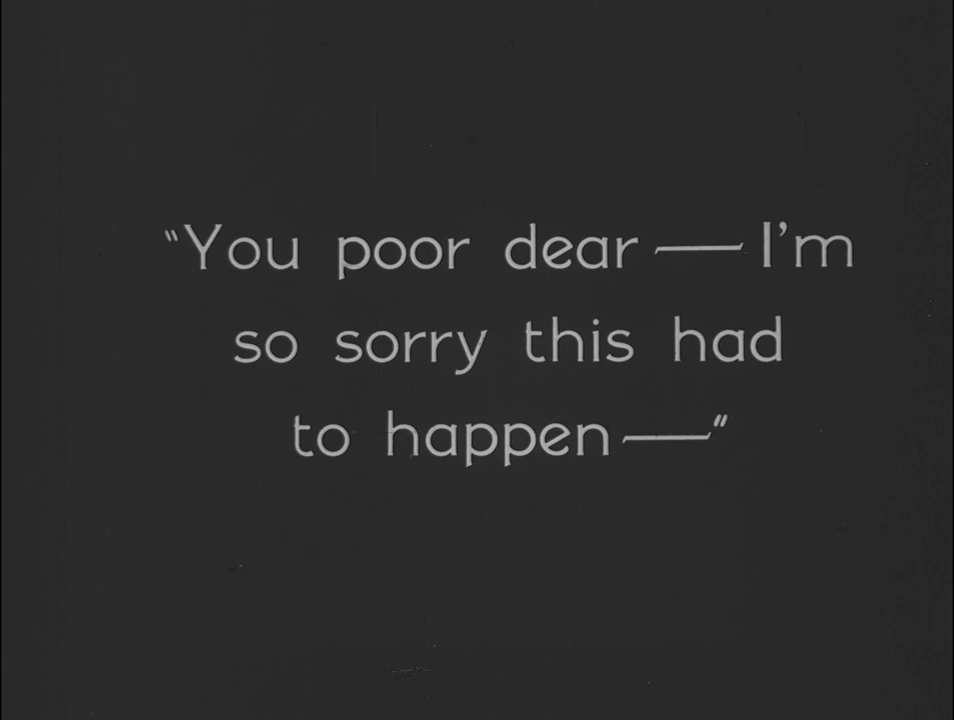 "You poor dear — I'm
so sorry this had
to happen — "